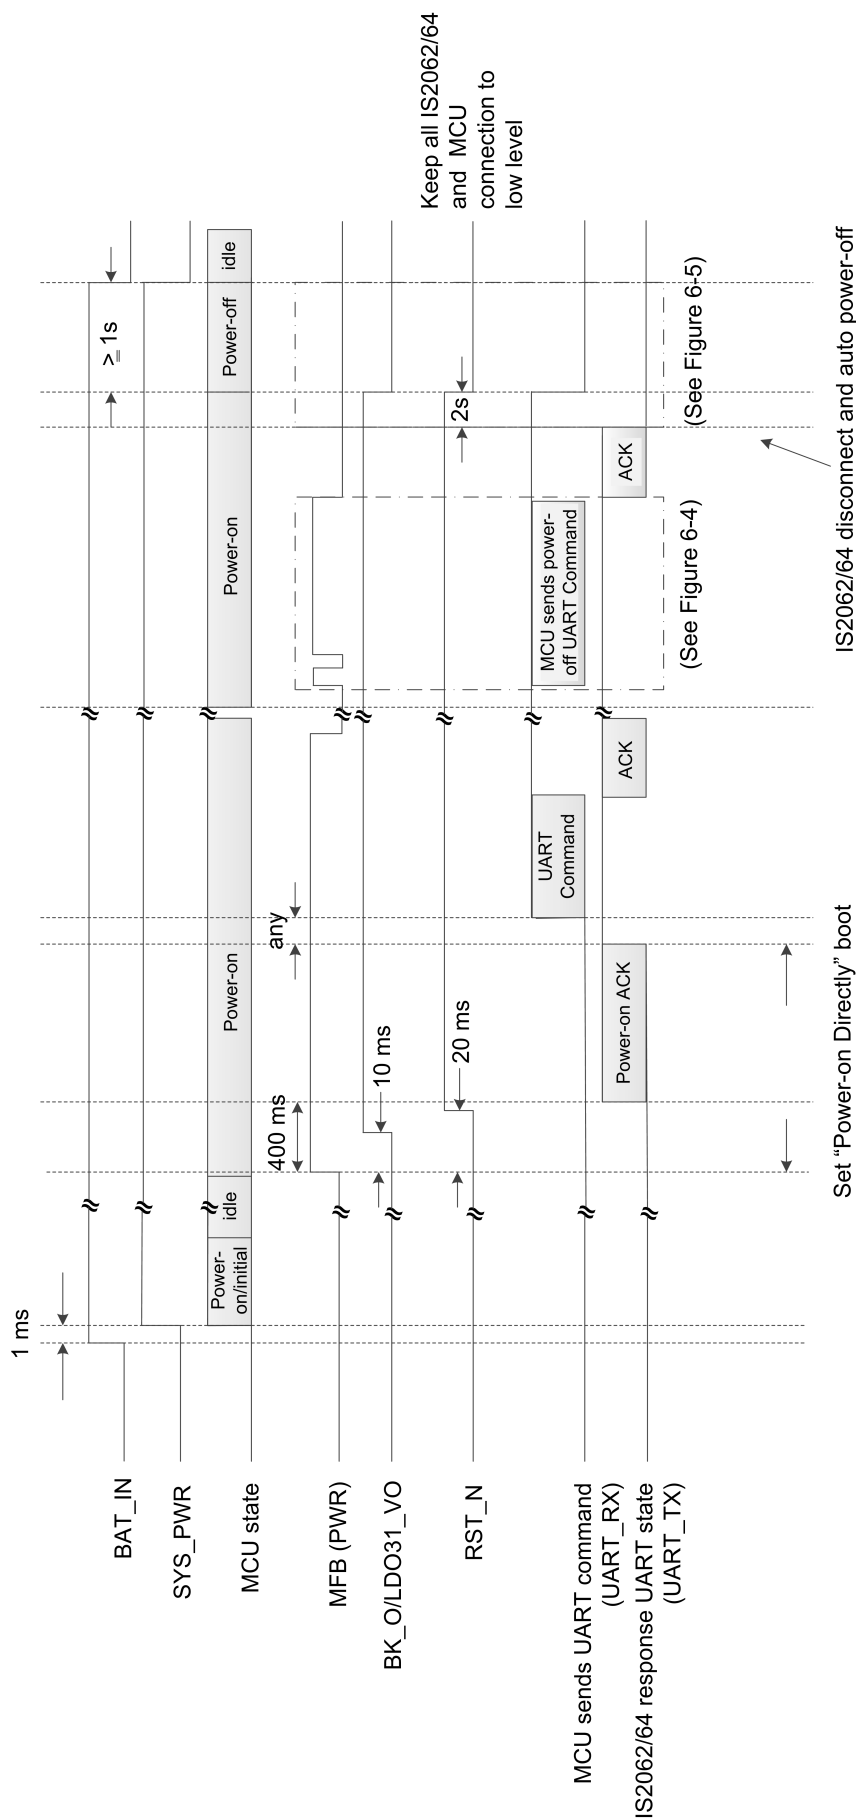 1 ms
BAT_IN
SYS_PWR
MCU state
MFB (PWR)
BK_O/LDO31_VO
RST_N
MCU sends UART command
(UART_RX)
IS2062/64 response UART state
(UART_TX)
Power-
on/initial
idle
Power-on
Power-on
Power-off
idle
≥ 1s
400 ms
any
10 ms
20 ms
2s
Keep all IS2062/64
and MCU
connection to
low level
UART
Command
MCU sends power-
off UART Command
Power-on ACK
ACK
ACK
(See Figure 6-4)
(See Figure 6-5)
Set “Power-on Directly” boot
IS2062/64 disconnect and auto power-off